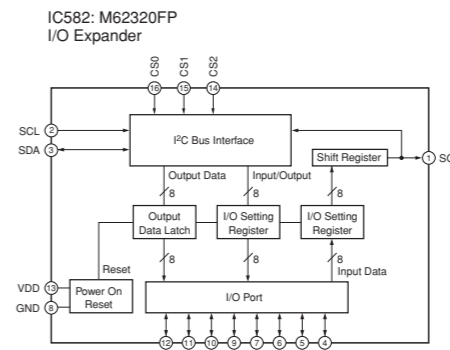 IC582: M62320FP
I/O Expander
CS0
CS1
CS2
16
15
14
SCL 2
SDA 3
I²C Bus Interface
Shift Register
1
Output Data
Input/Output
8
8
8
Output
Data Latch
I/O Setting
Register
I/O Setting
Register
8
8
8
Reset
Input Data
VDD 13
GND 8
Power On
Reset
I/O Port
12
11
10
9
7
6
5
4